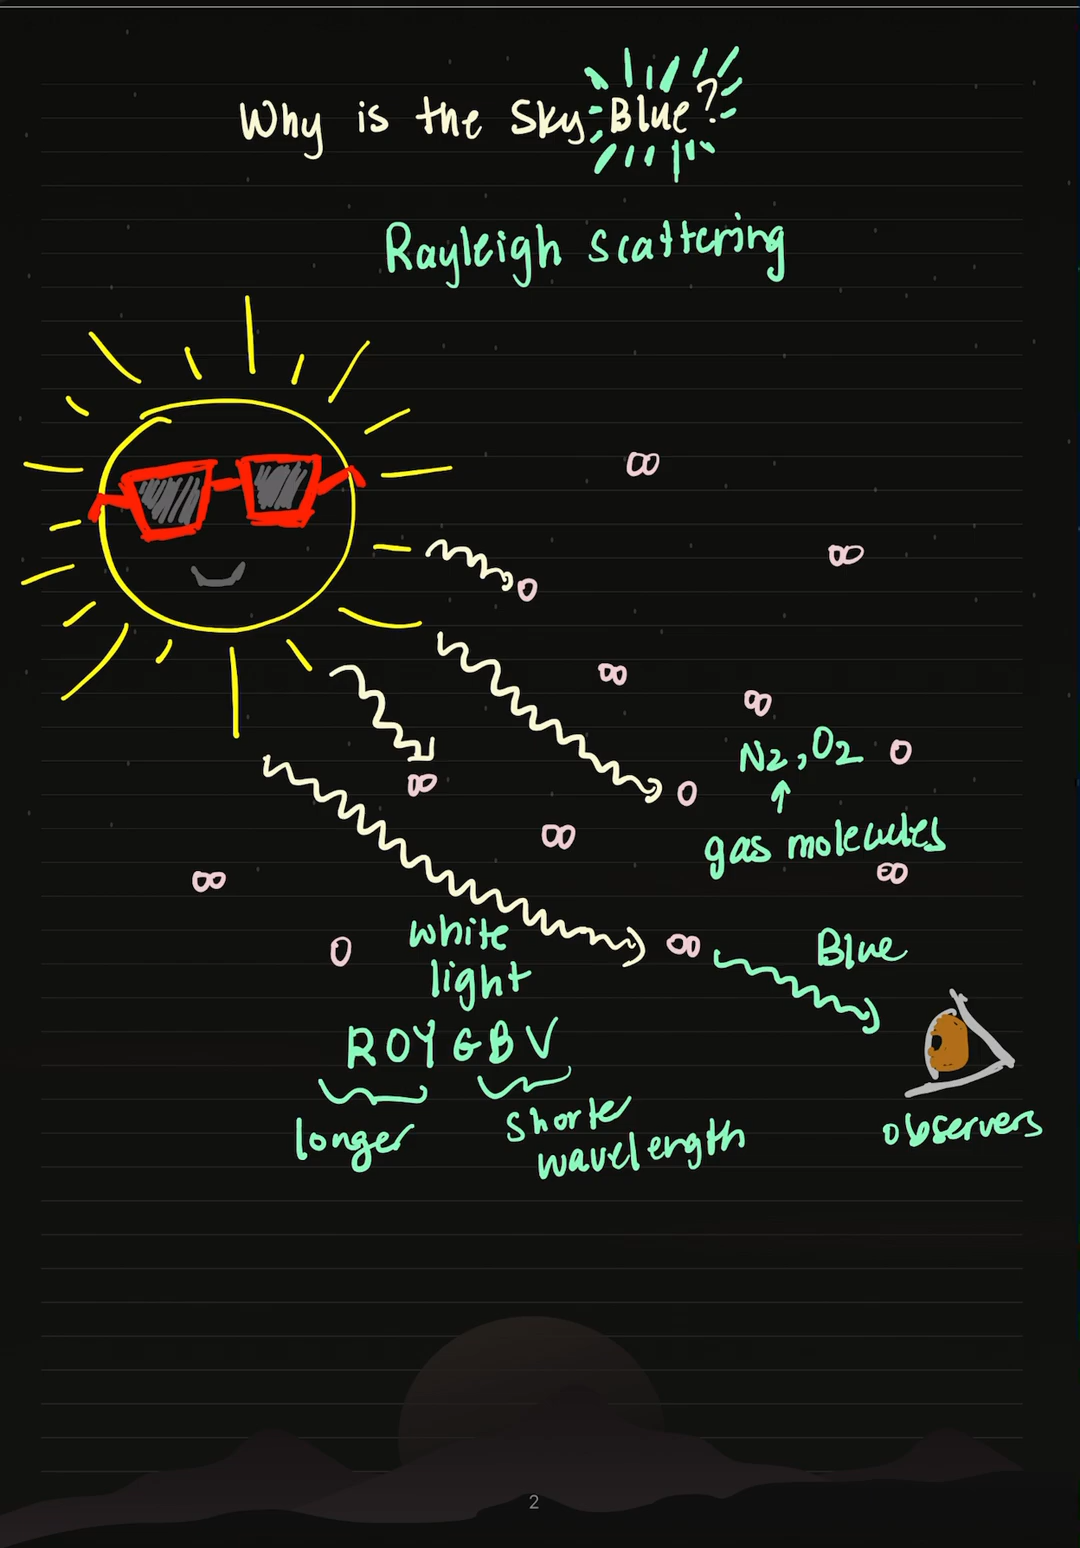 Why is the Sky Blue?
Rayleigh scattering
N2, O2
gas molecules
white
light
Blue
ROYGBV
longer
shorter
wavelength
observers
2